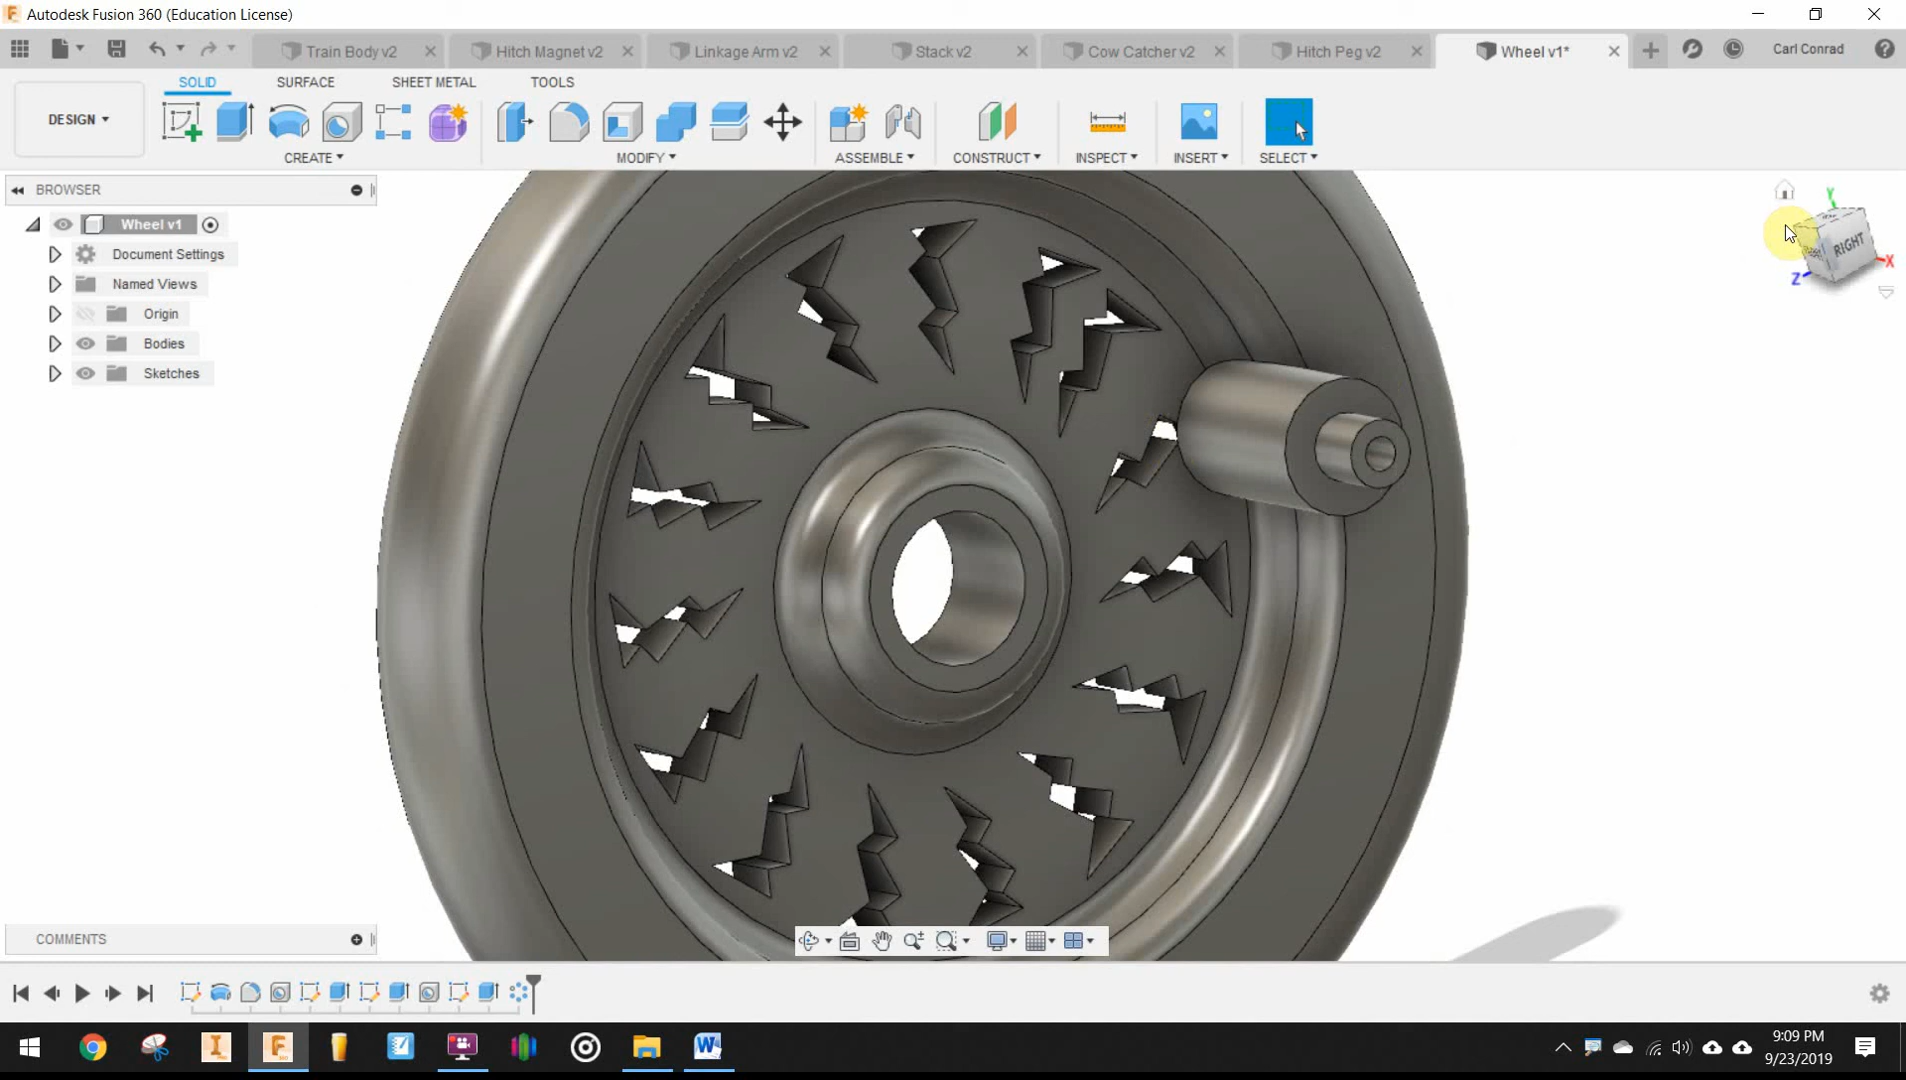 Autodesk Fusion 360 (Education License)
Train Body v2
Hitch Magnet v2
Linkage Arm v2
Stack v2
Cow Catcher v2
Hitch Peg v2
Wheel v1*
Carl Conrad
SOLID
SURFACE
SHEET METAL
TOOLS
DESIGN
CREATE
MODIFY
ASSEMBLE
CONSTRUCT
INSPECT
INSERT
SELECT
BROWSER
Wheel v1
Document Settings
Named Views
Origin
Bodies
Sketches
Y
RIGHT
X
Z
COMMENTS
9:09 PM
9/23/2019